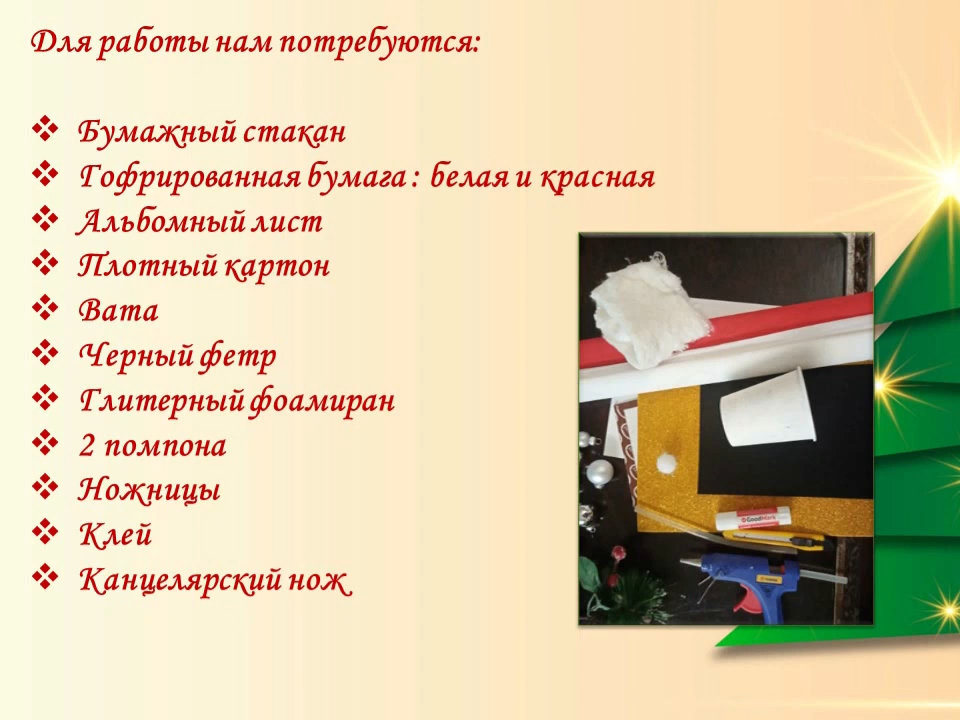 Для работы нам потребуются:
❖ Бумажный стакан
❖ Гофрированная бумага : белая и красная
❖ Альбомный лист
❖ Плотный картон
❖ Вата
❖ Черный фетр
❖ Глитерный фоамиран
❖ 2 помпона
❖ Ножницы
❖ Клей
❖ Канцелярский нож